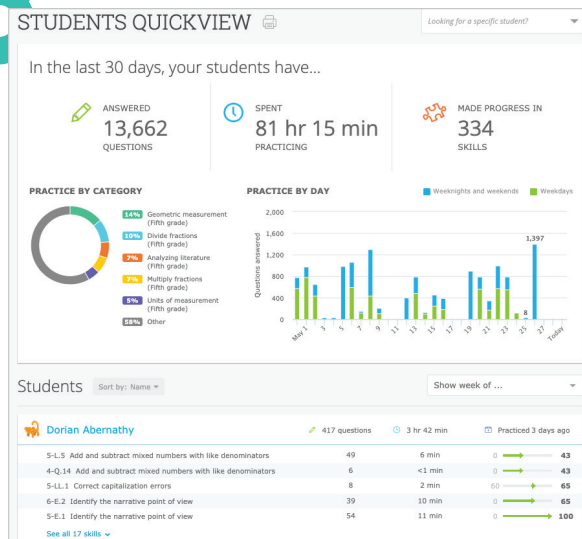 STUDENTS QUICKVIEW
Looking for a specific student?
In the last 30 days, your students have...
ANSWERED
13,662
QUESTIONS
SPENT
81 hr 15 min
PRACTICING
MADE PROGRESS IN
334
SKILLS
PRACTICE BY CATEGORY
14% Geometric measurement
(Fifth grade)
10% Divide fractions
(Fifth grade)
7% Analyzing literature
(Fifth grade)
7% Multiply fractions
(Fifth grade)
5% Units of measurement
(Fifth grade)
58% Other
PRACTICE BY DAY
Weeknights and weekends
Weekdays
Questions answered
2,000
1,600
1,200
800
400
0
1,397
8
May 1 3 5 7 9 11 13 15 17 19 21 23 25 27 Today
Students
Sort by: Name
Show week of ...
Dorian Abernathy 417 questions 3 hr 42 min Practiced 3 days ago
5-L.5 Add and subtract mixed numbers with like denominators 49 6 min 0 43
4-Q.14 Add and subtract mixed numbers with like denominators 6 <1 min 0 43
5-LL.1 Correct capitalization errors 8 2 min 60 65
6-E.2 Identify the narrative point of view 39 10 min 0 65
5-E.1 Identify the narrative point of view 54 11 min 0 100
See all 17 skills